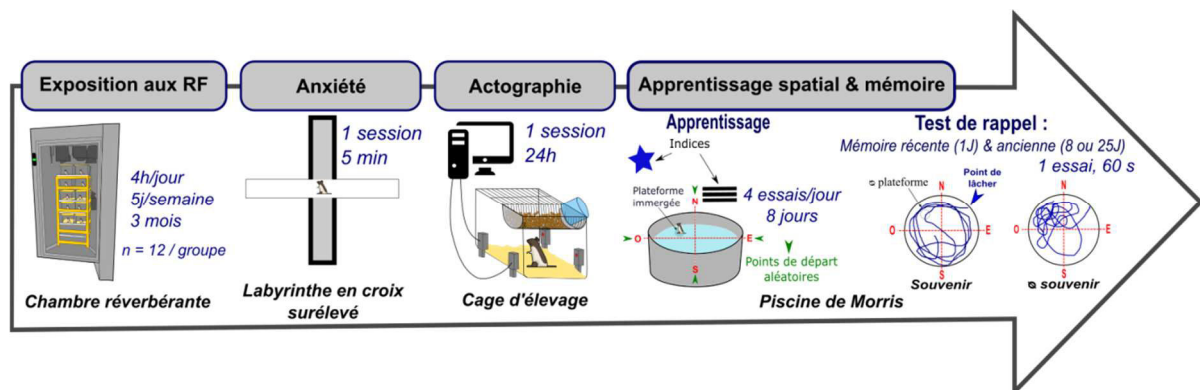 Exposition aux RF
Anxiété
Actographie
Apprentissage spatial & mémoire
4h/jour
5j/semaine
3 mois
n = 12 / groupe
Chambre réverbérante
1 session
5 min
Labyrinthe en croix
surélevé
1 session
24h
Cage d'élevage
Apprentissage
Indices
Plateforme
immergée
N
O
E
S
4 essais/jour
8 jours
Points de départ
aléatoires
Piscine de Morris
Test de rappel :
Mémoire récente (1J) & ancienne (8 ou 25J)
1 essai, 60 s
⌀ plateforme
Point de
lâcher
N
O
E
S
Souvenir
N
O
E
S
⌀ souvenir